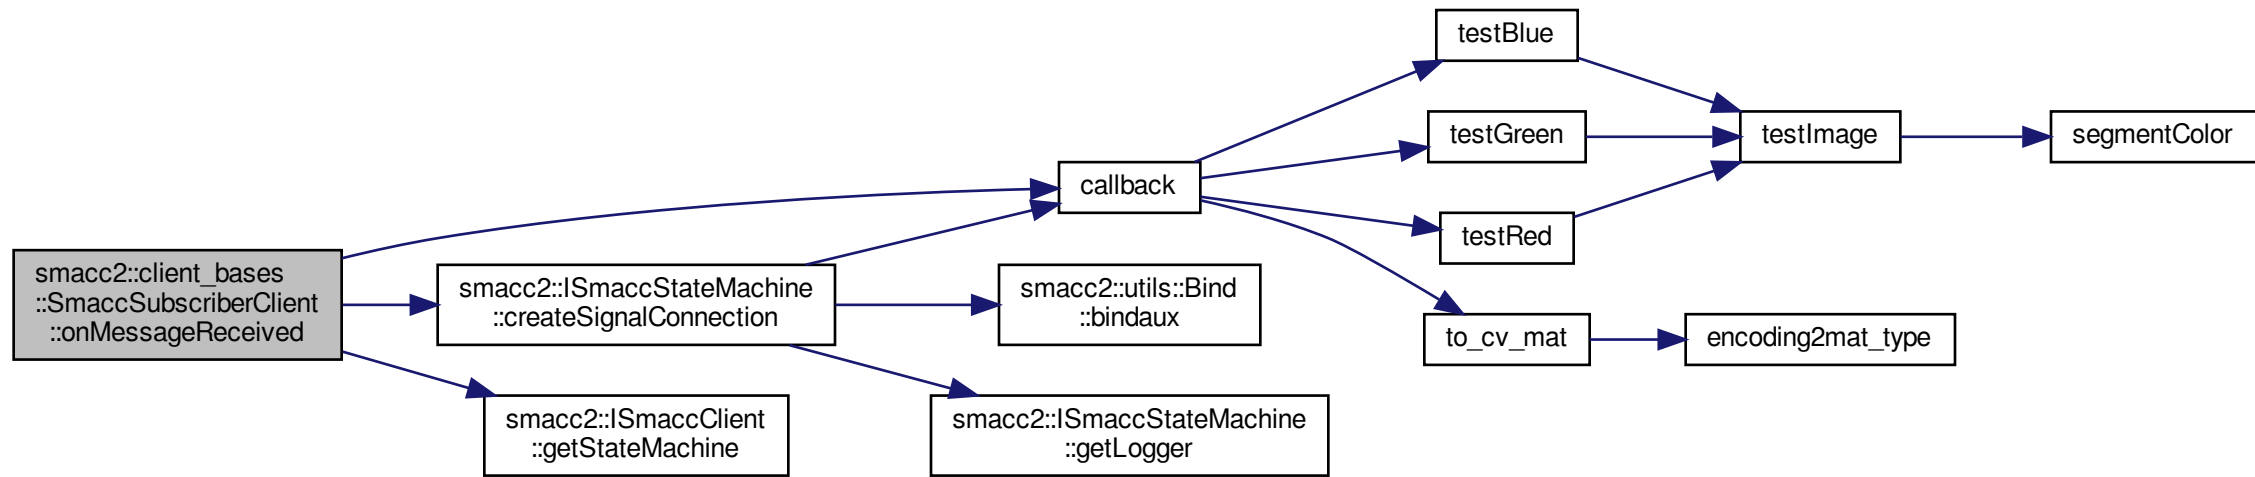 smacc2::client_bases
::SmaccSubscriberClient
::onMessageReceived
smacc2::ISmaccStateMachine
::createSignalConnection
smacc2::ISmaccClient
::getStateMachine
callback
smacc2::utils::Bind
::bindaux
smacc2::ISmaccStateMachine
::getLogger
testBlue
testGreen
testRed
to_cv_mat
testImage
encoding2mat_type
segmentColor